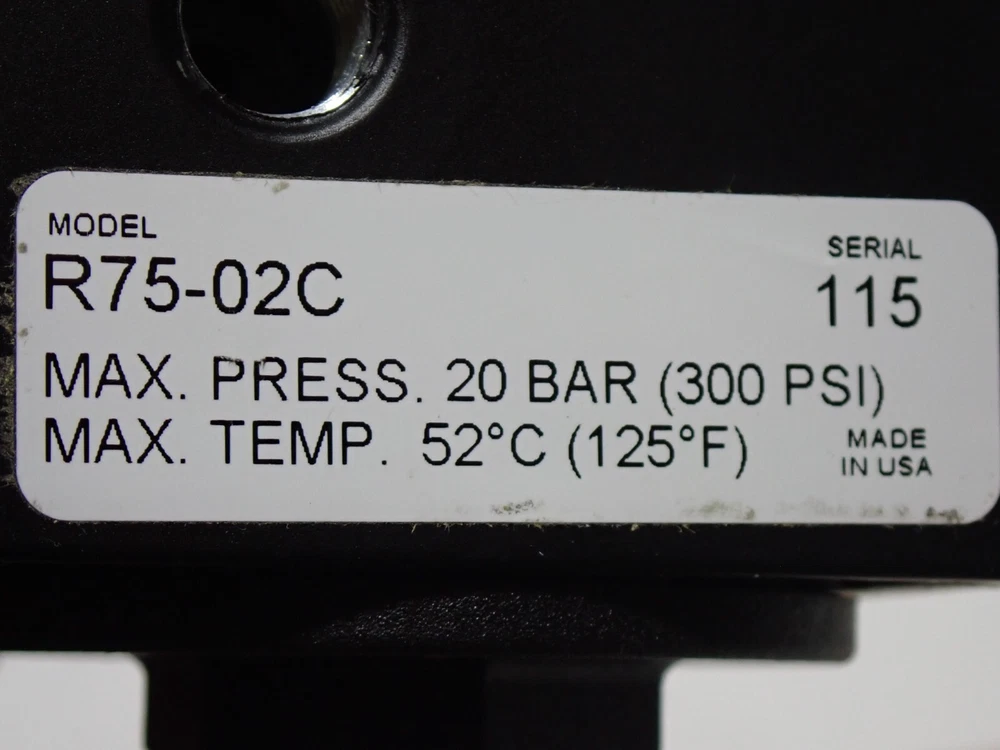 MODEL
R75-02C
SERIAL
115
MAX. PRESS. 20 BAR (300 PSI)
MAX. TEMP. 52°C (125°F)
MADE
IN USA